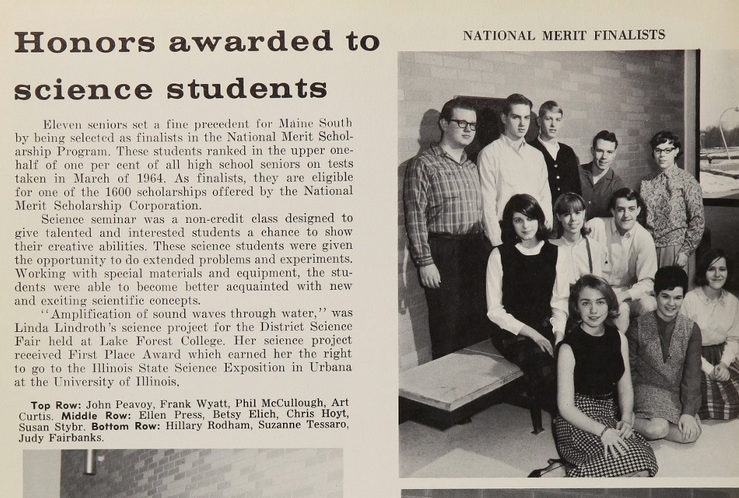 Honors awarded to
science students
Eleven seniors set a fine precedent for Maine South
by being selected as finalists in the National Merit Schol-
arship Program. These students ranked in the upper one-
half of one per cent of all high school seniors on tests
taken in March of 1964. As finalists, they are eligible
for one of the 1600 scholarships offered by the National
Merit Scholarship Corporation.
Science seminar was a non-credit class designed to
give talented and interested students a chance to show
their creative abilities. These science students were given
the opportunity to do extended problems and experiments.
Working with special materials and equipment, the stu-
dents were able to become better acquainted with new
and exciting scientific concepts.
"Amplification of sound waves through water," was
Linda Lindroth's science project for the District Science
Fair held at Lake Forest College. Her science project
received First Place Award which earned her the right
to go to the Illinois State Science Exposition in Urbana
at the University of Illinois.
Top Row: John Peavoy, Frank Wyatt, Phil McCullough, Art
Curtis. Middle Row: Ellen Press, Betsy Elich, Chris Hoyt,
Susan Stybr. Bottom Row: Hillary Rodham, Suzanne Tessaro,
Judy Fairbanks.
NATIONAL MERIT FINALISTS